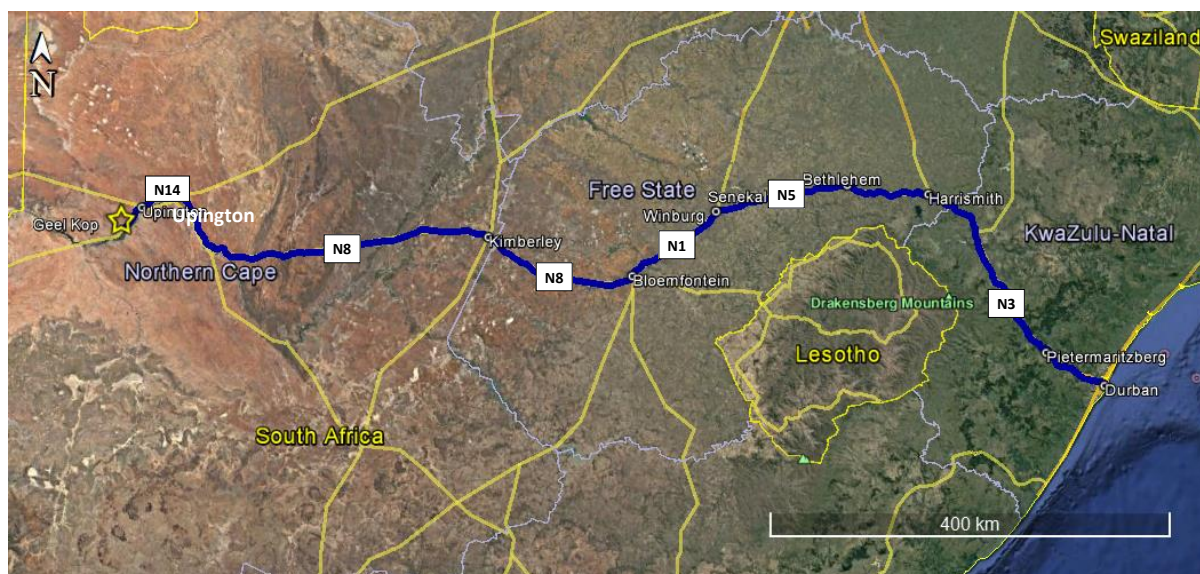 Swaziland
N
Free State
Bethlehem
N14
N5
Senekal
Upington
Upington
Geel Kop
Winburg
Harrismith
KwaZulu-Natal
Kimberley
N8
N1
Northern Cape
N8
Bloemfontein
Drakensberg Mountains
N3
Lesotho
Pietermaritzberg
Durban
South Africa
400 km